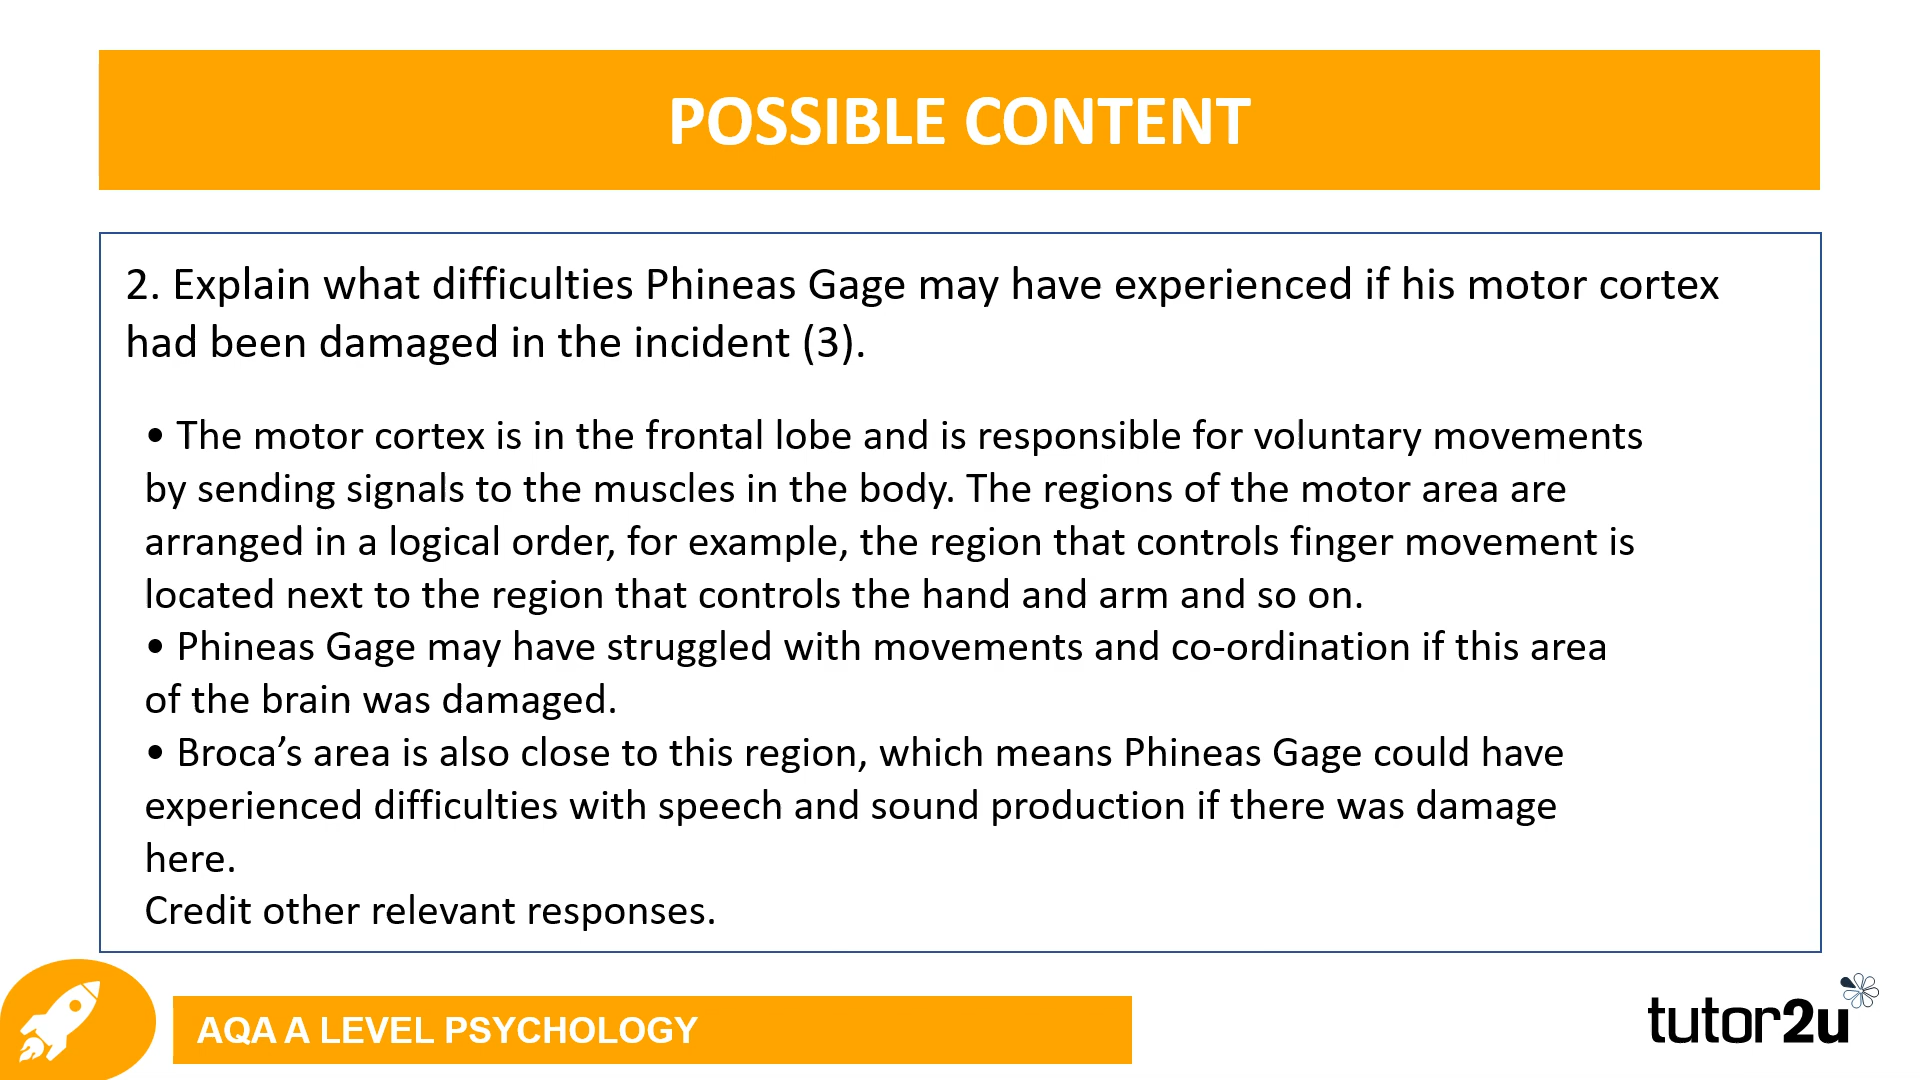 POSSIBLE CONTENT
2. Explain what difficulties Phineas Gage may have experienced if his motor cortex
had been damaged in the incident (3).
• The motor cortex is in the frontal lobe and is responsible for voluntary movements
by sending signals to the muscles in the body. The regions of the motor area are
arranged in a logical order, for example, the region that controls finger movement is
located next to the region that controls the hand and arm and so on.
• Phineas Gage may have struggled with movements and co-ordination if this area
of the brain was damaged.
• Broca’s area is also close to this region, which means Phineas Gage could have
experienced difficulties with speech and sound production if there was damage
here.
Credit other relevant responses.
AQA A LEVEL PSYCHOLOGY
tutor2u